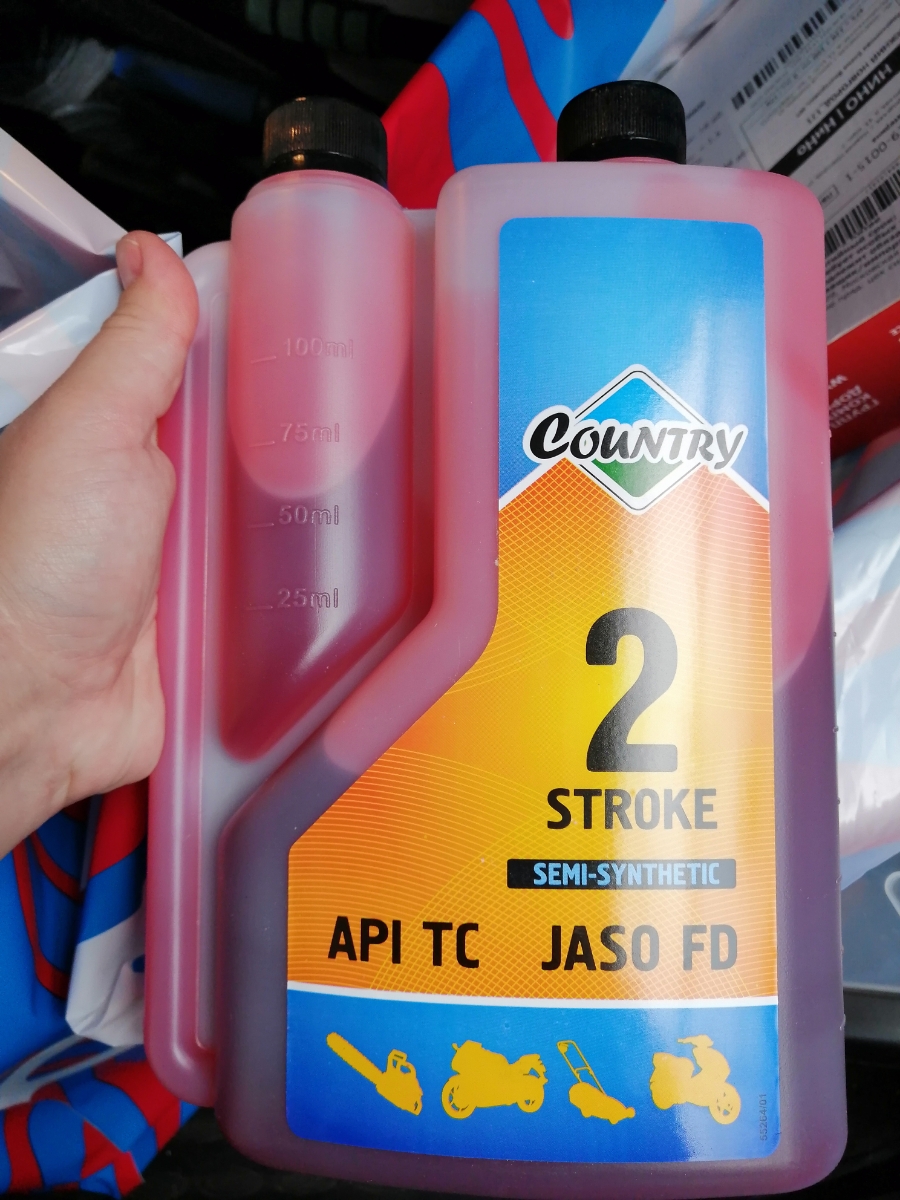 100ml
75ml
50ml
25ml
COUNTRY
2
STROKE
SEMI-SYNTHETIC
API TC JASO FD